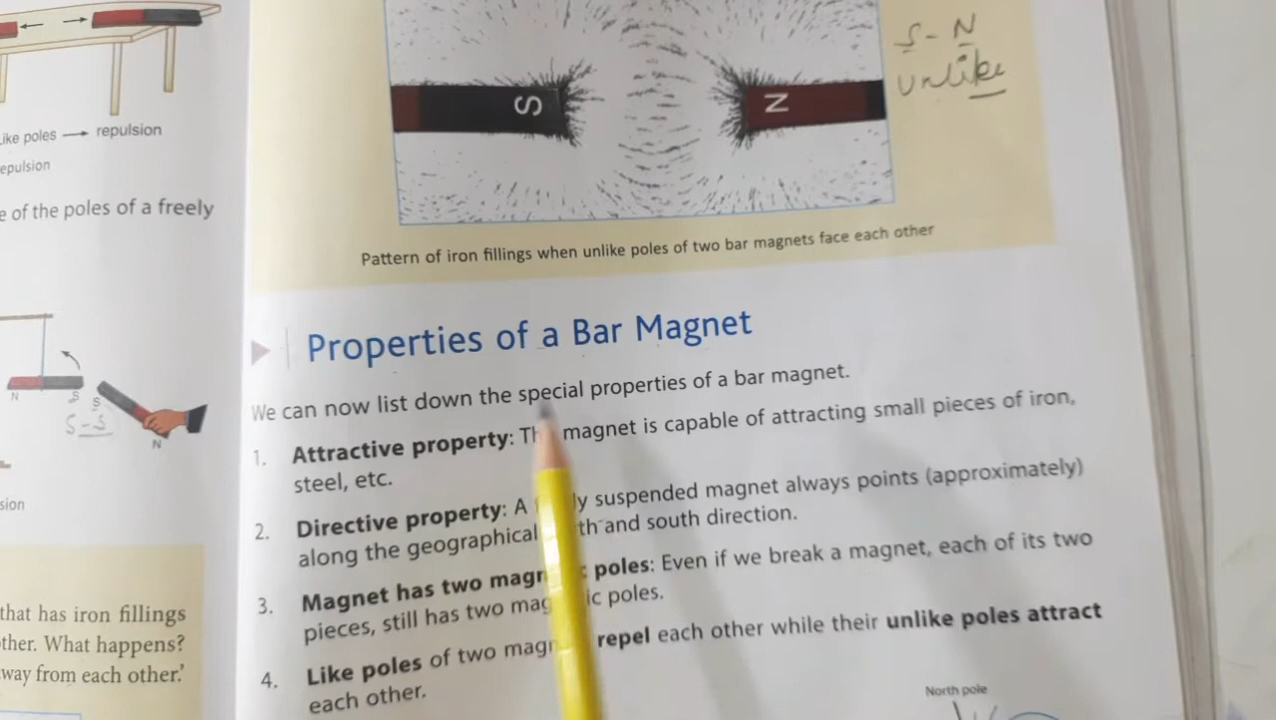 Like poles → repulsion
repulsion
e of the poles of a freely
N S S
S-S
N
sion
that has iron fillings
ther. What happens?
way from each other.'
S N
S - N
Unlike
Pattern of iron fillings when unlike poles of two bar magnets face each other
Properties of a Bar Magnet
We can now list down the special properties of a bar magnet.
1. Attractive property: The magnet is capable of attracting small pieces of iron,
steel, etc.
2. Directive property: A suspended magnet always points (approximately)
along the geographical and south direction.
3. Magnet has two poles: Even if we break a magnet, each of its two
pieces, still has two poles.
4. Like poles of two repel each other while their unlike poles attract
each other.
North pole